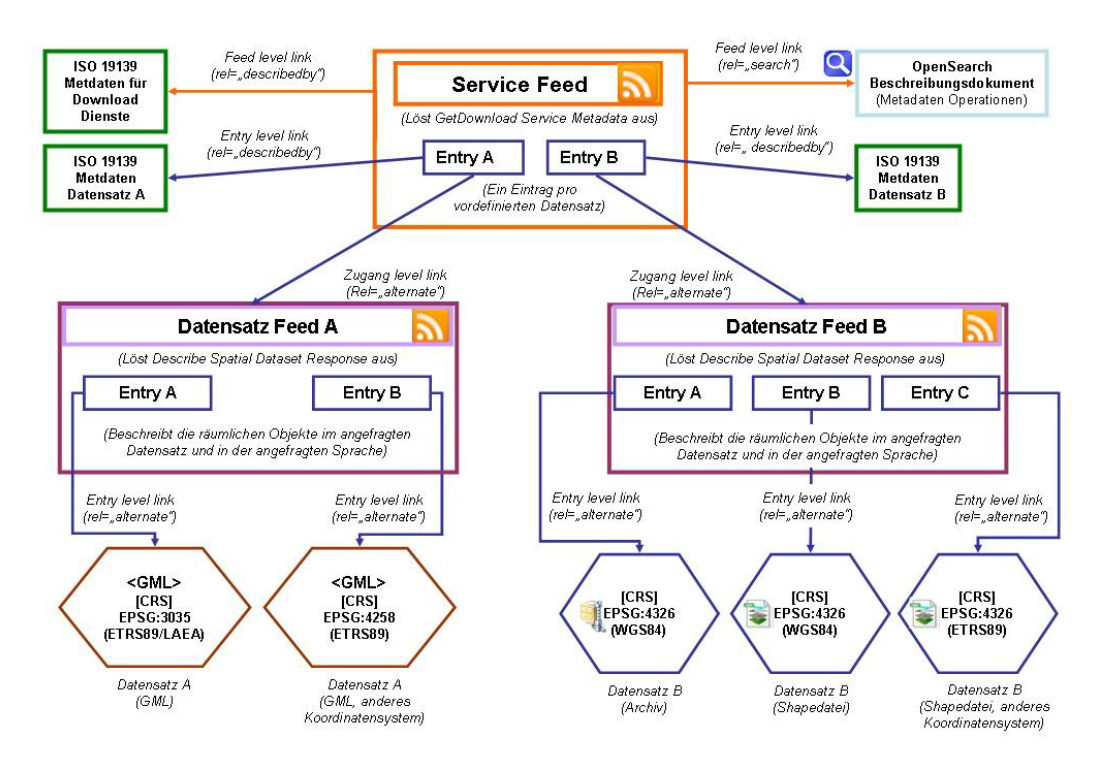 ISO 19139
Metdaten für
Download
Dienste
Feed level link
(rel=„describedby“)
Service Feed
(Löst GetDownload Service Metadata aus)
Feed level link
(rel=„search“)
OpenSearch
Beschreibungsdokument
(Metadaten Operationen)
Entry level link
(rel=„describedby“)
Entry A
Entry B
Entry level link
(rel=„ describedby“)
ISO 19139
Metdaten
Datensatz A
(Ein Eintrag pro
vordefinierten Datensatz)
ISO 19139
Metdaten
Datensatz B
Zugang level link
(Rel=„alternate“)
Zugang level link
(Rel=„alternate“)
Datensatz Feed A
(Löst Describe Spatial Dataset Response aus)
Entry A
Entry B
(Beschreibt die räumlichen Objekte im angefragten
Datensatz und in der angefragten Sprache)
Datensatz Feed B
(Löst Describe Spatial Dataset Response aus)
Entry A
Entry B
Entry C
(Beschreibt die räumlichen Objekte im angefragten
Datensatz und in der angefragten Sprache)
Entry level link
(rel=„alternate“)
Entry level link
(rel=„alternate“)
Entry level link
(rel=„alternate“)
Entry level link
(rel=„alternate“)
Entry level link
(rel=„alternate“)
<GML>
[CRS]
EPSG:3035
(ETRS89/LAEA)
<GML>
[CRS]
EPSG:4258
(ETRS89)
[CRS]
EPSG:4326
(WGS84)
[CRS]
EPSG:4326
(WGS84)
[CRS]
EPSG:4326
(ETRS89)
Datensatz A
(GML)
Datensatz A
(GML, anderes
Koordinatensystem)
Datensatz B
(Archiv)
Datensatz B
(Shapedatei)
Datensatz B
(Shapedatei, anderes
Koordinatensystem)